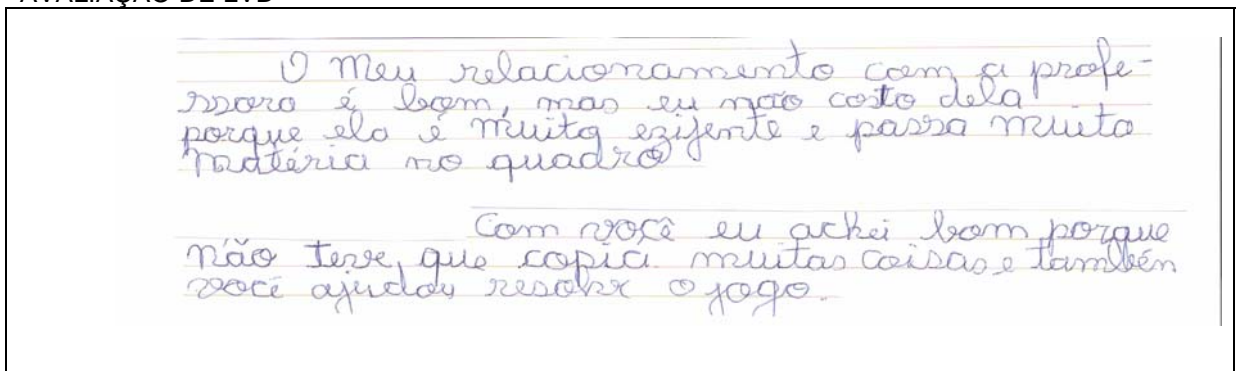 AVALIAÇÃO DE EVD
O Meu relacionamento com a profe-
ssora é bom, mas eu não costo dela
porque ela é muito ezijente e passa muita
matéria no quadro
Com você eu achei bom porque
não teve que copia muitas coisas e tambén
você ajudou resolver o jogo.